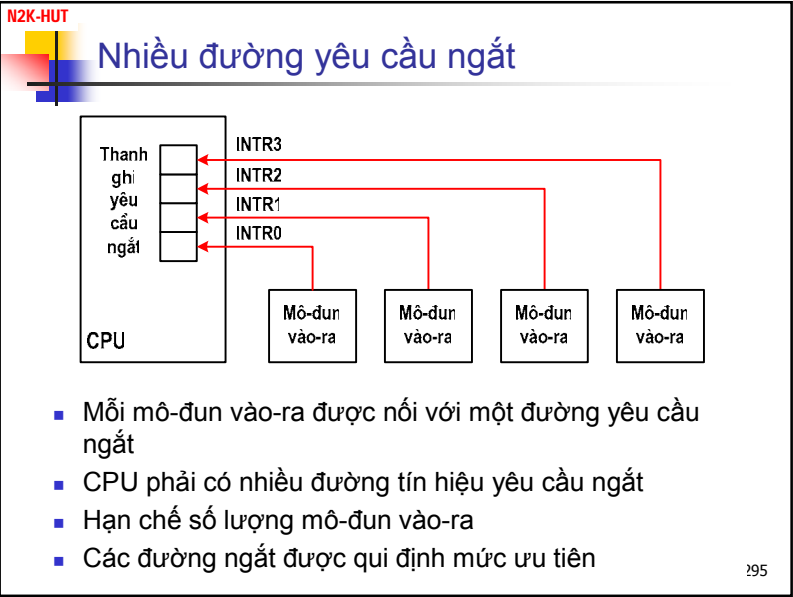 N2K-HUT
Nhiều đường yêu cầu ngắt
Thanh
ghi
yêu
cẩu
ngắt
INTR3
INTR2
INTR1
INTR0
CPU
Mô-đun
vào-ra
Mô-đun
vào-ra
Mô-đun
vào-ra
Mô-đun
vào-ra
Mỗi mô-đun vào-ra được nối với một đường yêu cầu
ngắt
CPU phải có nhiều đường tín hiệu yêu cầu ngắt
Hạn chế số lượng mô-đun vào-ra
Các đường ngắt được qui định mức ưu tiên
295